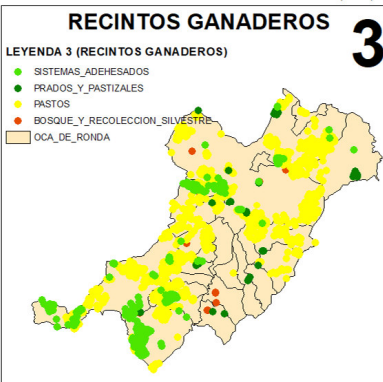 RECINTOS GANADEROS
3
LEYENDA 3 (RECINTOS GANADEROS)
SISTEMAS_ADEHESADOS
PRADOS_Y_PASTIZALES
PASTOS
BOSQUE_Y_RECOLECCION_SILVESTRE
OCA_DE_RONDA